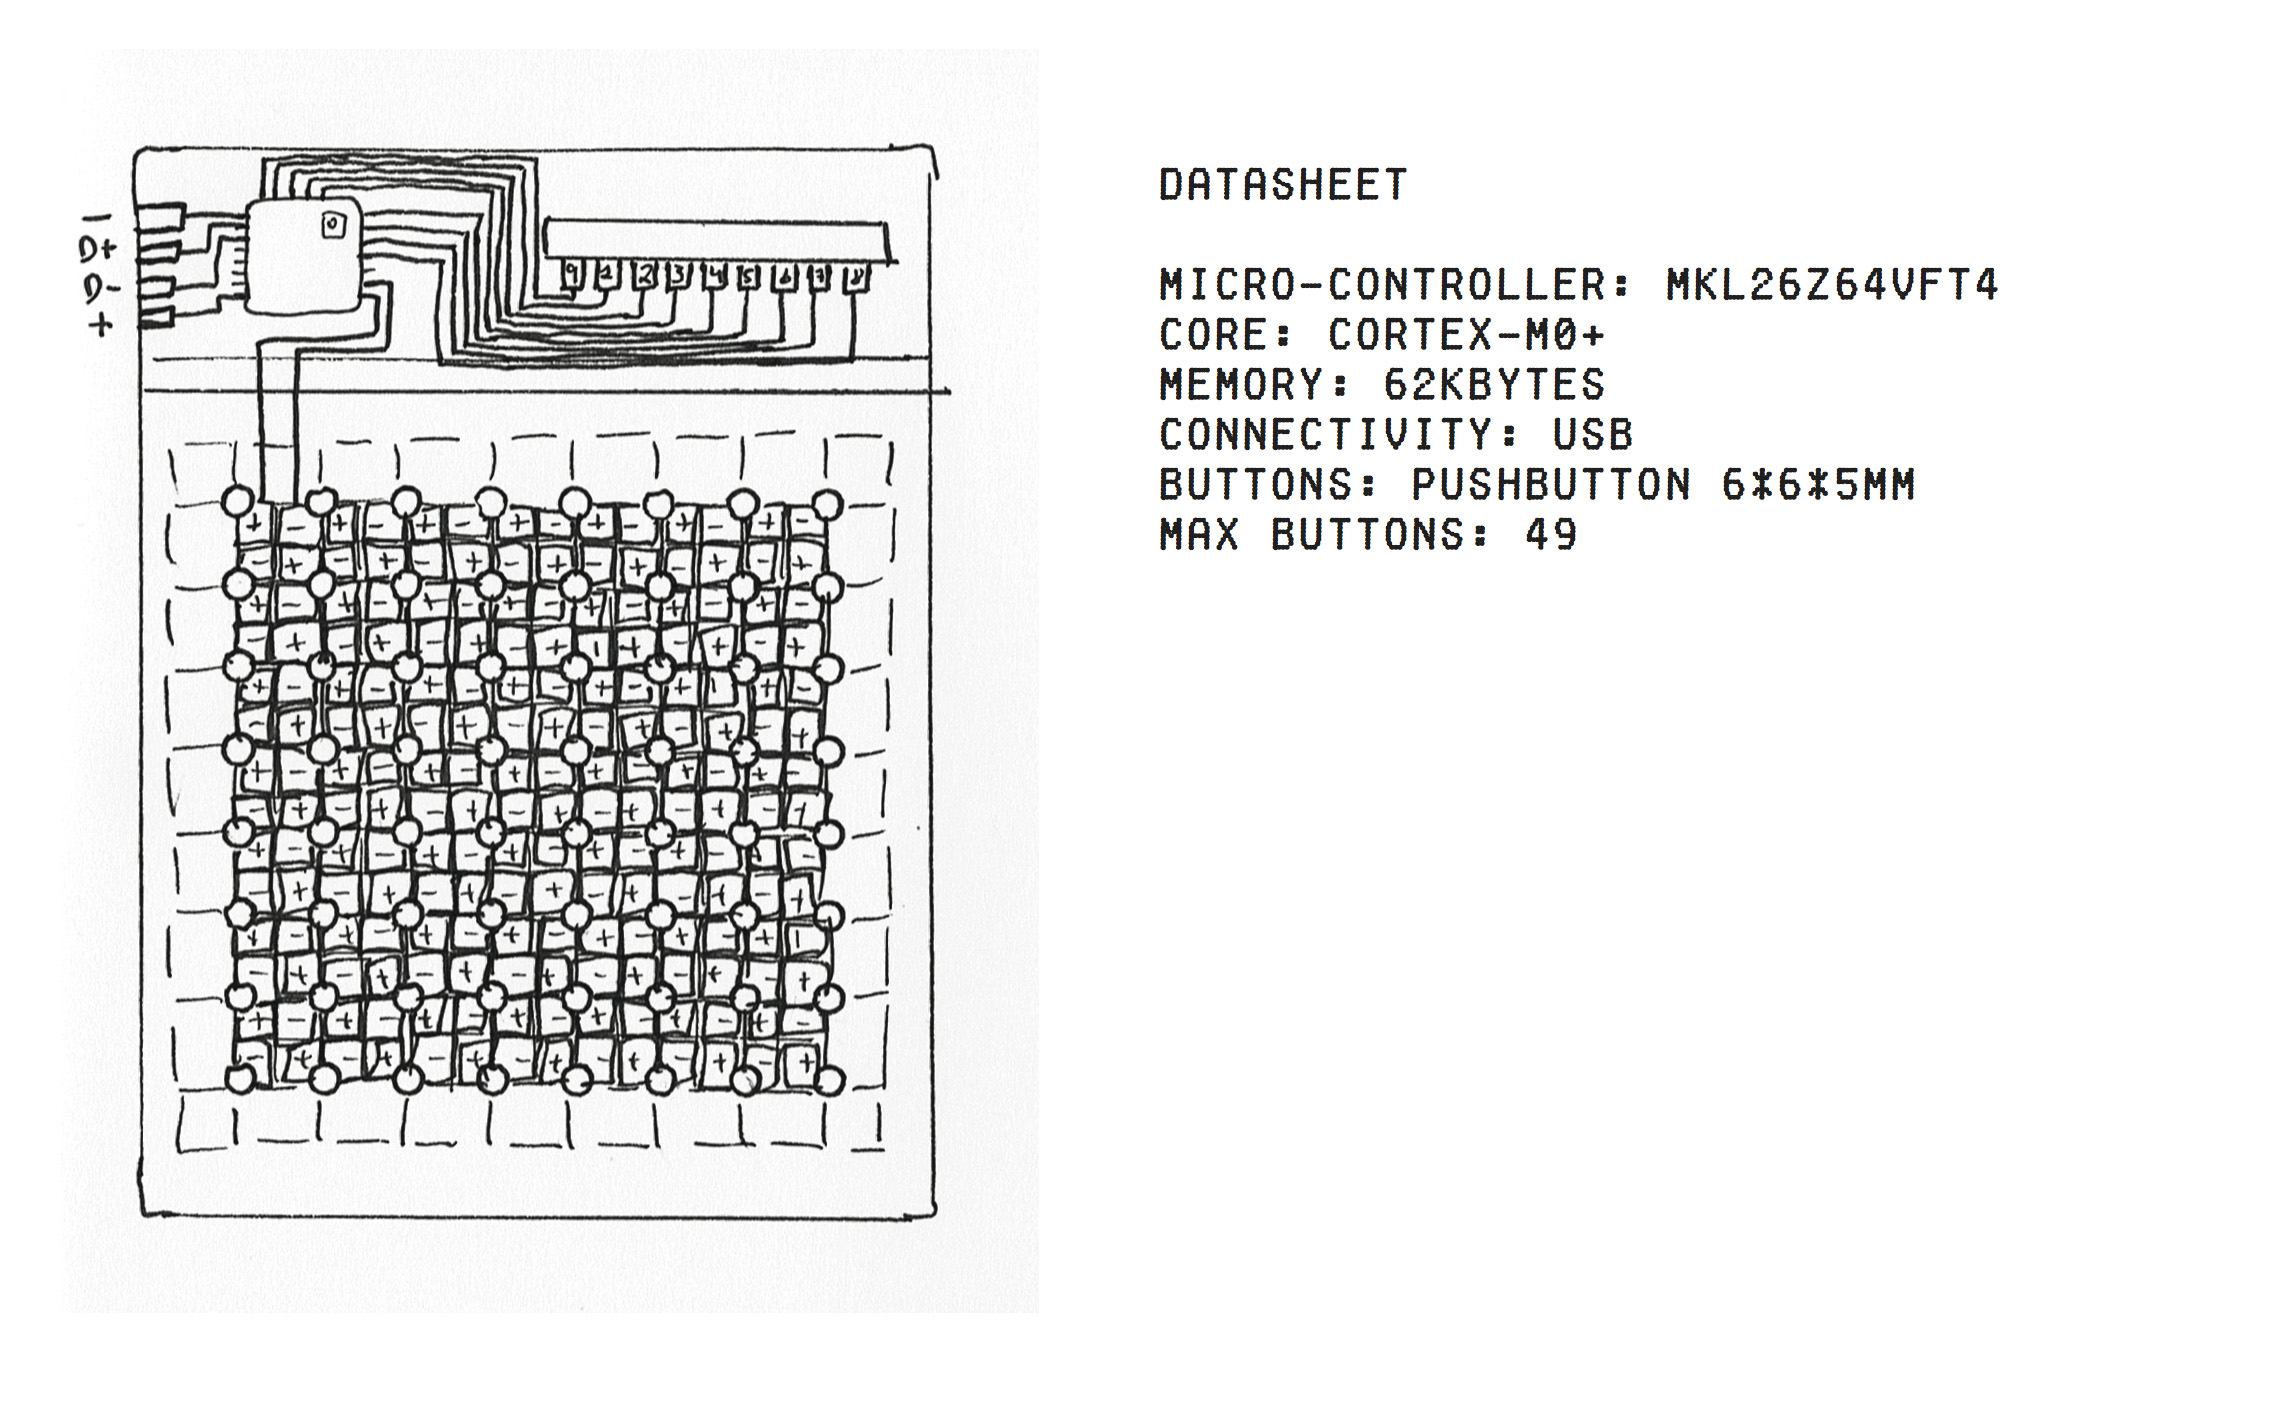 DATASHEET
MICRO-CONTROLLER: MKL26Z64VFT4
CORE: CORTEX-M0+
MEMORY: 62KBYTES
CONNECTIVITY: USB
BUTTONS: PUSHBUTTON 6*6*5MM
MAX BUTTONS: 49
−
D+
D-
+
0
9 1 2 3 4 5 6 7 8